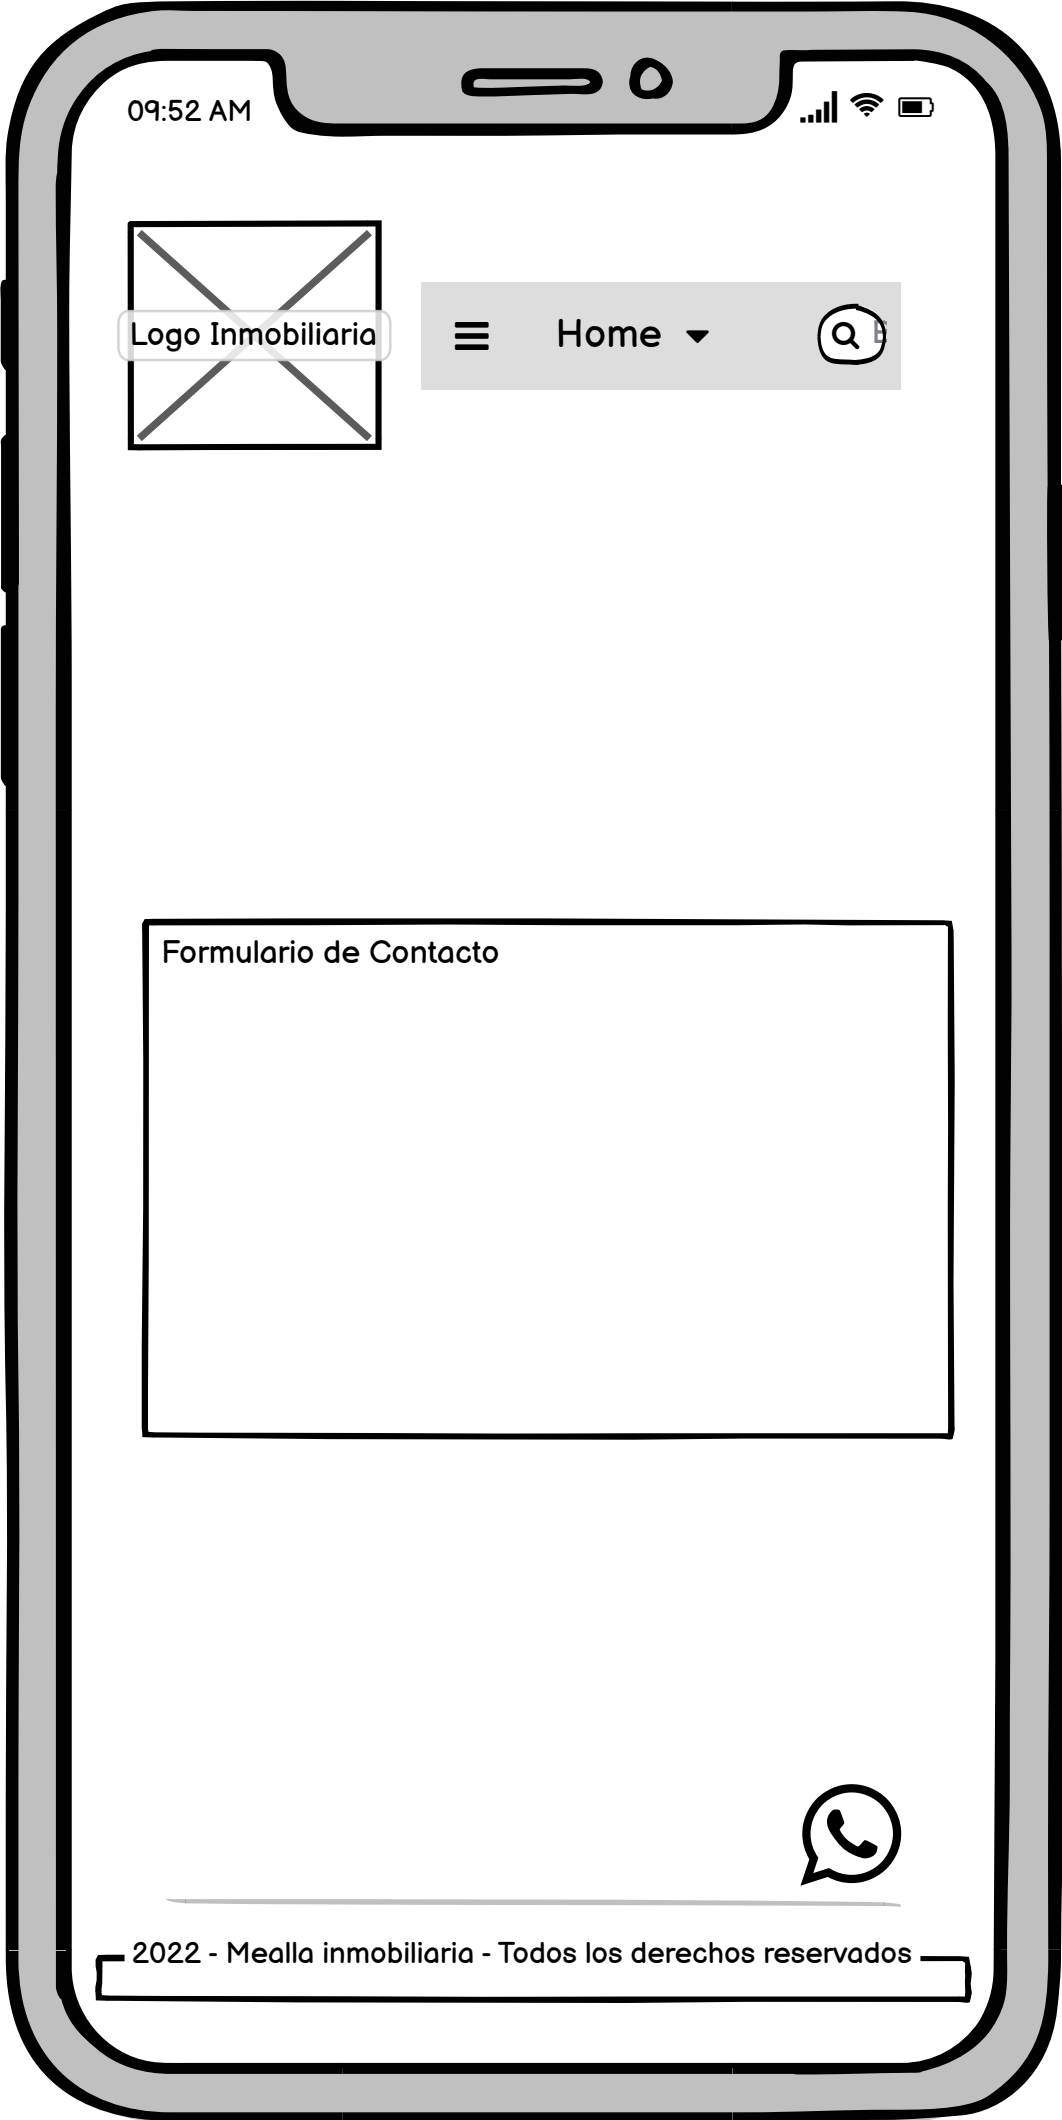 09:52 AM
Logo Inmobiliaria
Home
Formulario de Contacto
2022 - Mealla inmobiliaria - Todos los derechos reservados